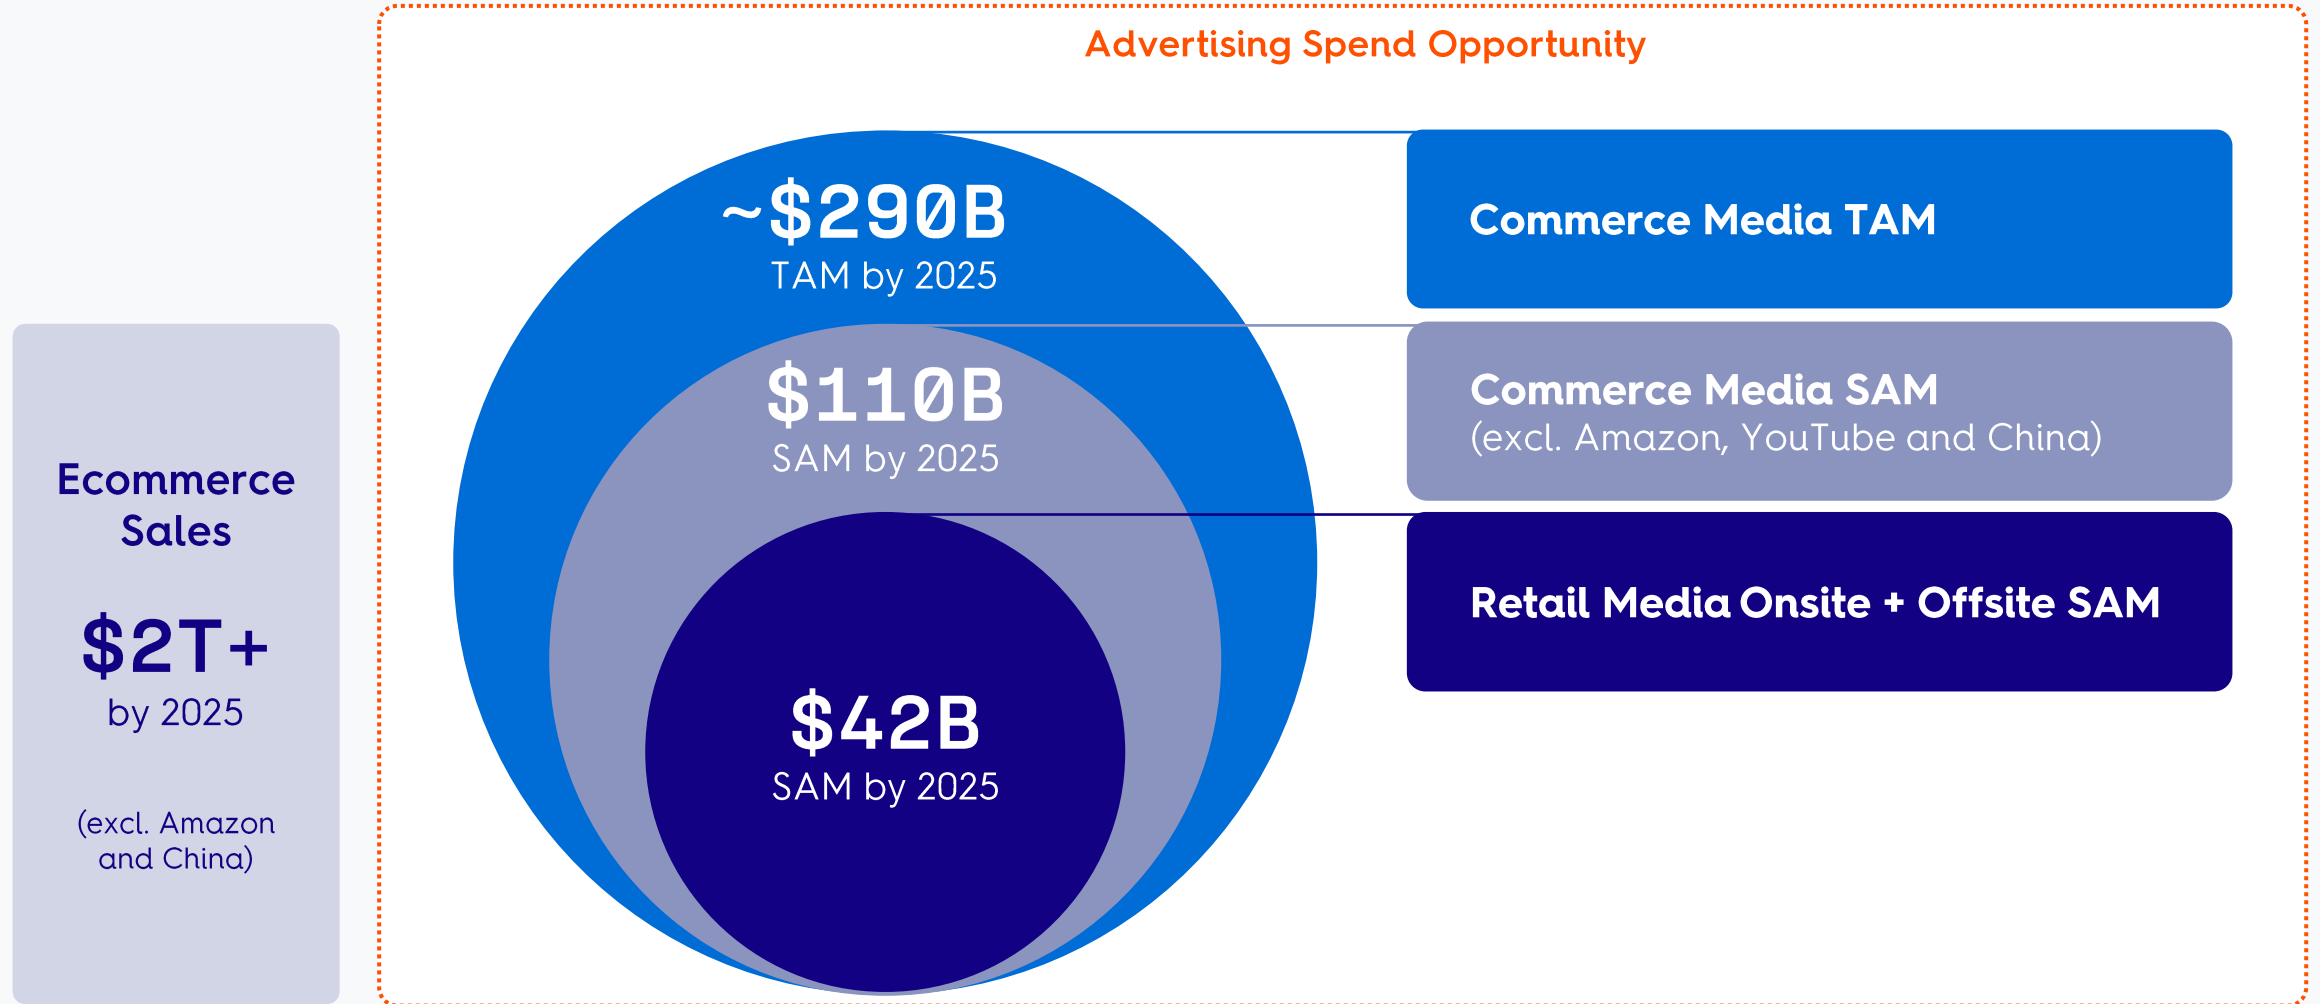 Advertising Spend Opportunity
~$290B
TAM by 2025
$110B
SAM by 2025
$42B
SAM by 2025
Commerce Media TAM
Commerce Media SAM
(excl. Amazon, YouTube and China)
Retail Media Onsite + Offsite SAM
Ecommerce
Sales
$2T+
by 2025
(excl. Amazon
and China)